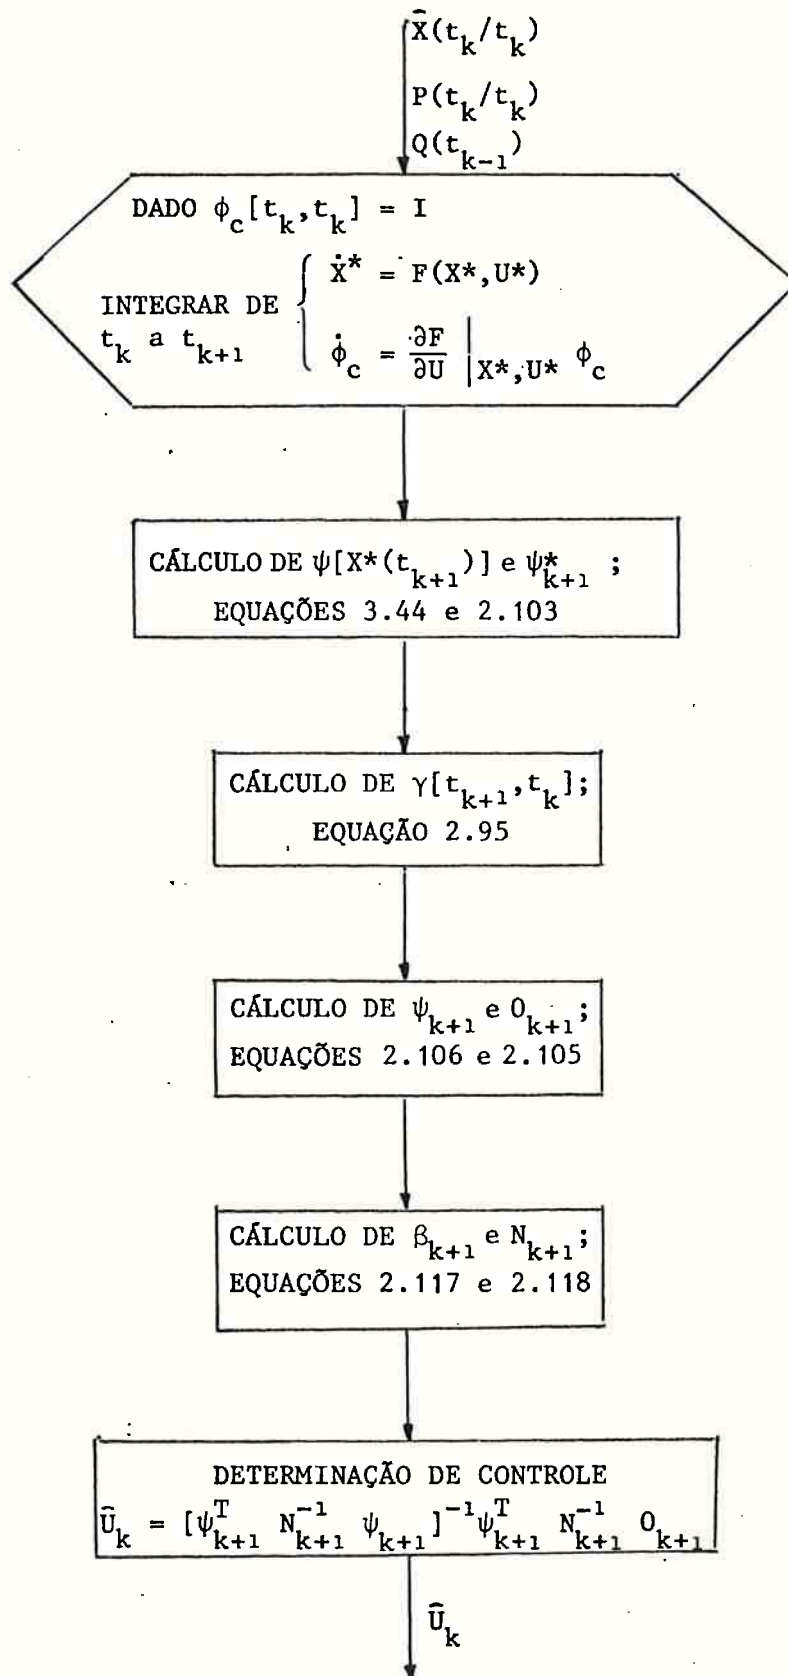 X̂(t_k/t_k)
P(t_k/t_k)
Q(t_{k-1})
DADO φ_c[t_k,t_k] = I
Ẋ* = F(X*,U*)
INTEGRAR DE
t_k a t_{k+1}
φ̇_c = ∂F/∂U |_{X*,U*} φ_c
CÁLCULO DE ψ[X*(t_{k+1})] e ψ*_{k+1} ;
EQUAÇÕES 3.44 e 2.103
CÁLCULO DE γ[t_{k+1},t_k];
EQUAÇÃO 2.95
CÁLCULO DE ψ_{k+1} e O_{k+1};
EQUAÇÕES 2.106 e 2.105
CÁLCULO DE β_{k+1} e N_{k+1};
EQUAÇÕES 2.117 e 2.118
DETERMINAÇÃO DE CONTROLE
Û_k = [ψ^T_{k+1} N^{-1}_{k+1} ψ_{k+1}]^{-1} ψ^T_{k+1} N^{-1}_{k+1} O_{k+1}
Û_k